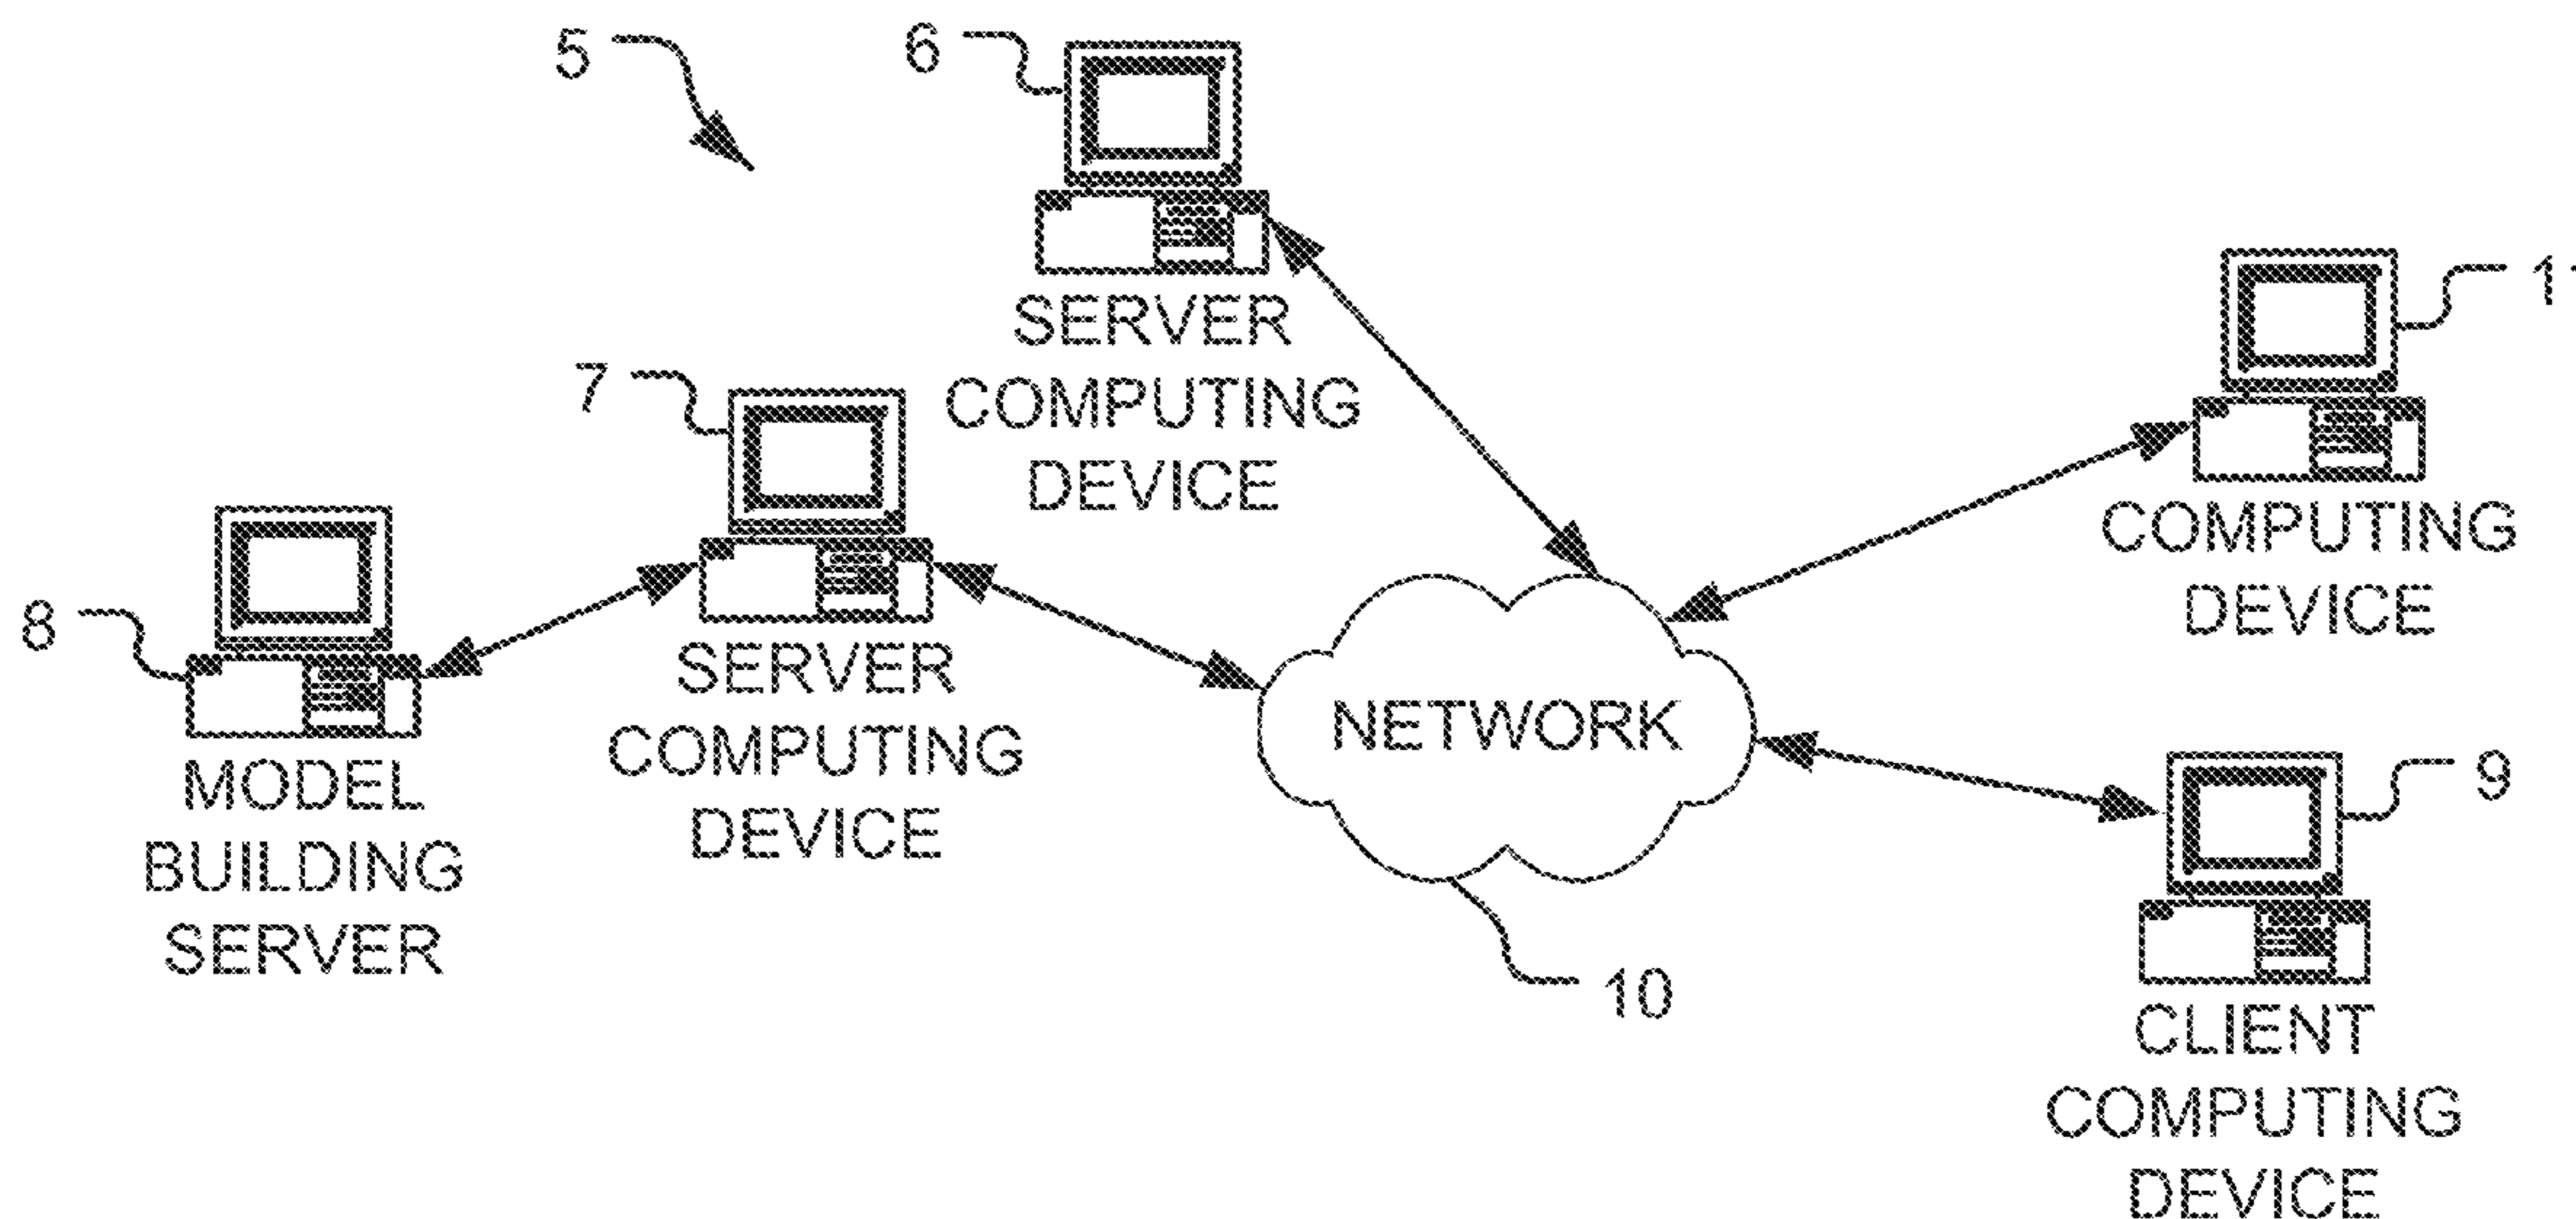 5
6
SERVER
COMPUTING
DEVICE
7
SERVER
COMPUTING
DEVICE
8
MODEL
BUILDING
SERVER
NETWORK
10
COMPUTING
DEVICE
9
CLIENT
COMPUTING
DEVICE